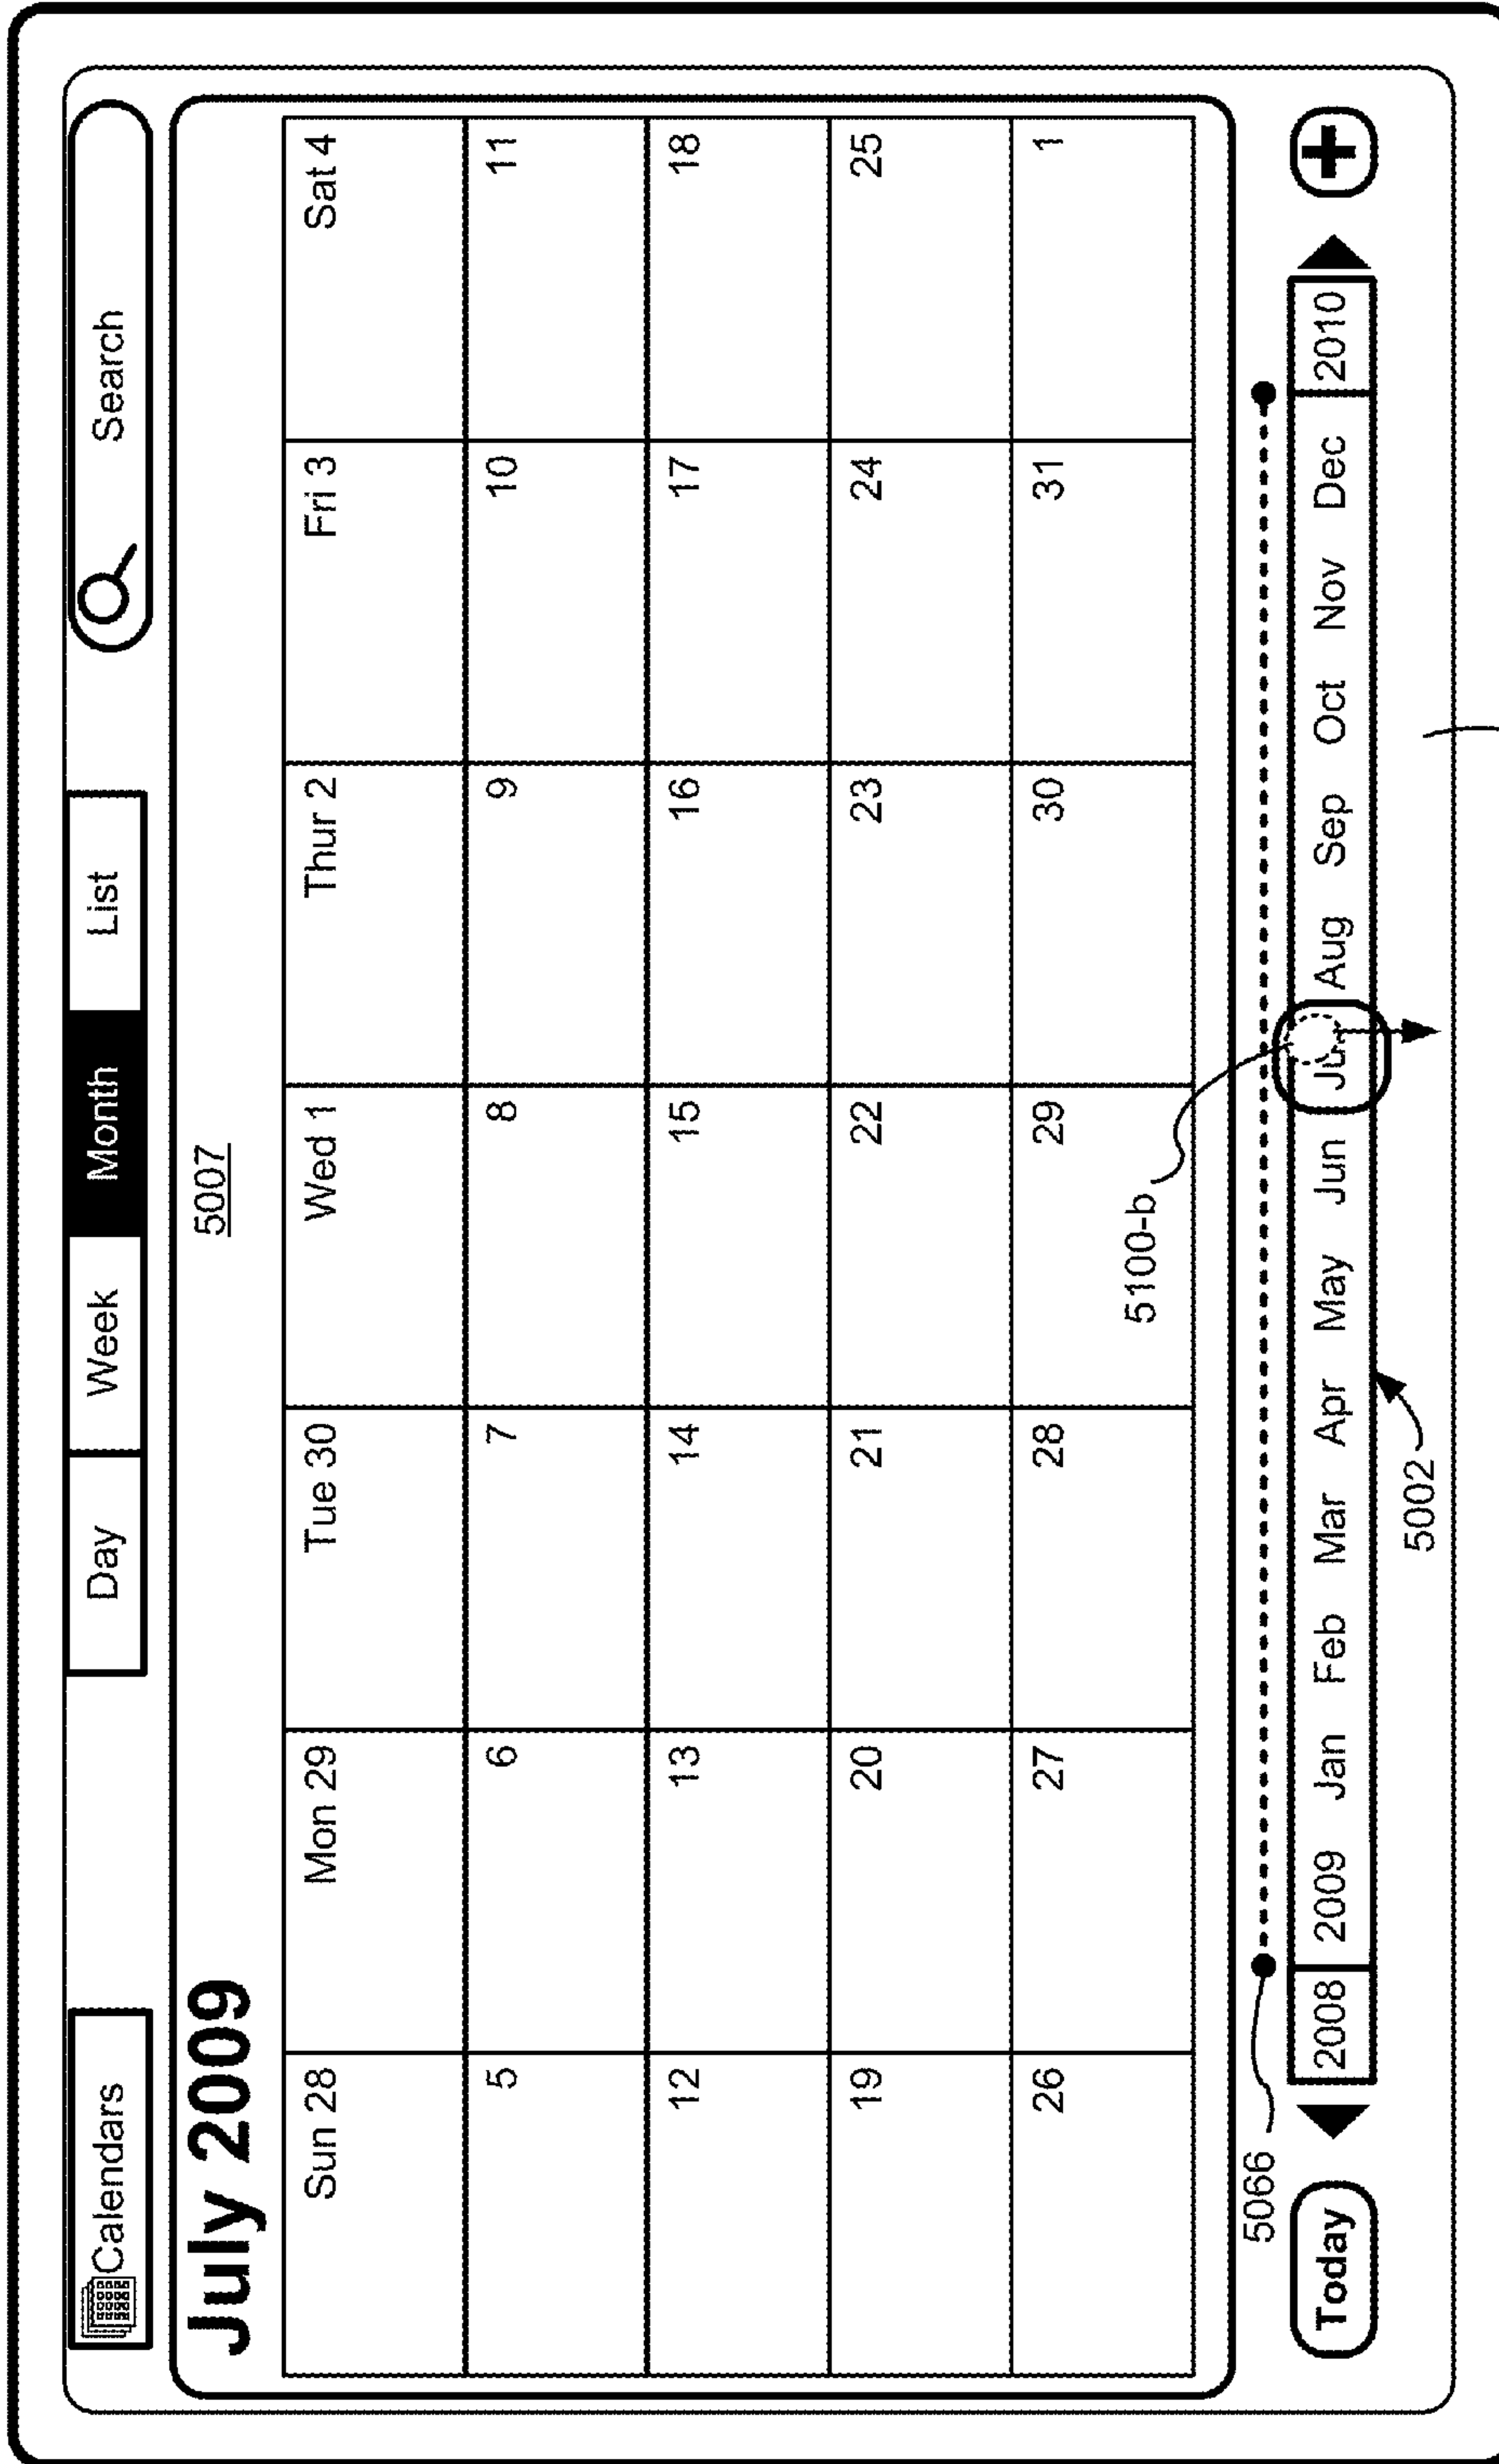 Calendars Day Week Month List Search
July 2009 5007
Sun 28 Mon 29 Tue 30 Wed 1 Thur 2 Fri 3 Sat 4
5 6 7 8 9 10 11
12 13 14 15 16 17 18
19 20 21 22 23 24 25
26 27 28 29 30 31 1
5100-b
5066
Today 2008 2009 Jan Feb Mar Apr May Jun Ju Aug Sep Oct Nov Dec 2010 +
5002